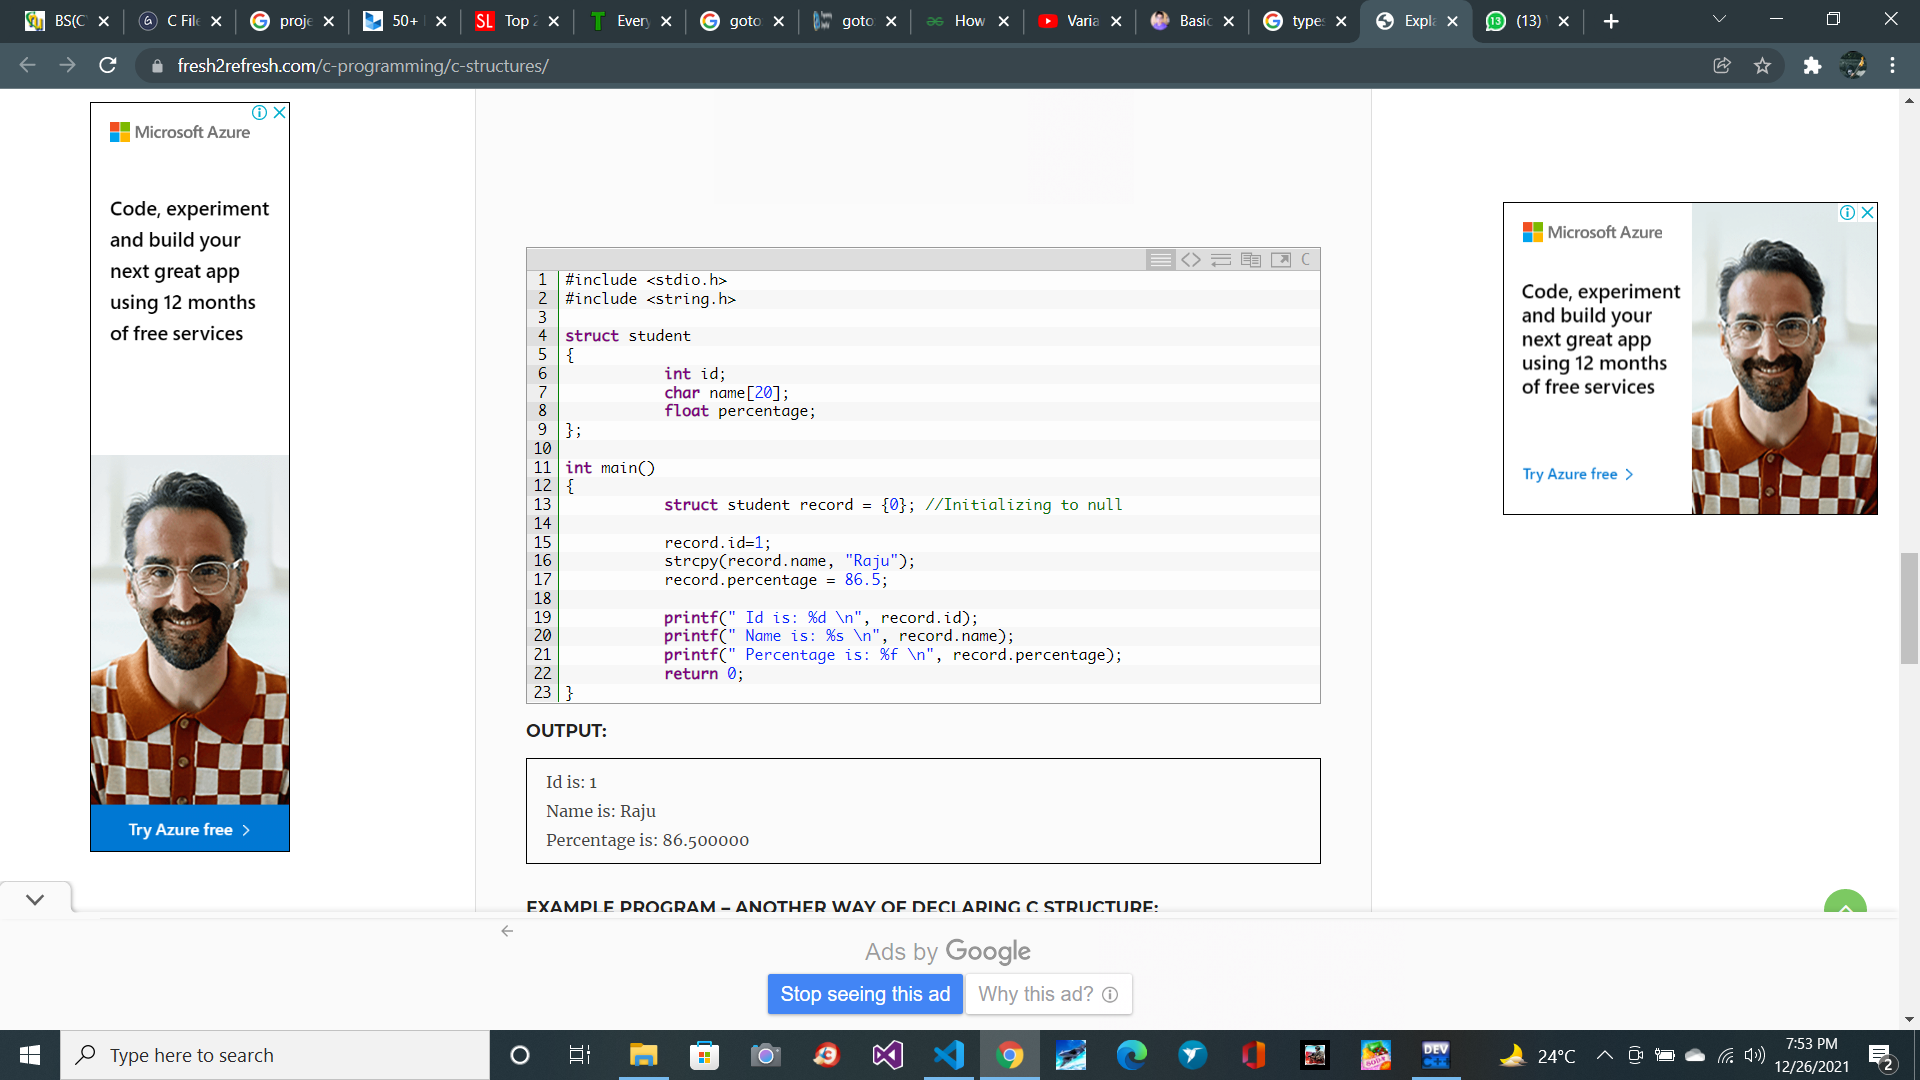 BS(C
C File
proje
50+
Top 2
Every
goto
goto
How
Varia
Basic
types
Expla
(13)
fresh2refresh.com/c-programming/c-structures/
Microsoft Azure
Code, experiment
and build your
next great app
using 12 months
of free services
Try Azure free >
C
1 #include <stdio.h>
2 #include <string.h>
3
4 struct student
5 {
6 int id;
7 char name[20];
8 float percentage;
9 };
10
11 int main()
12 {
13 struct student record = {0}; //Initializing to null
14
15 record.id=1;
16 strcpy(record.name, "Raju");
17 record.percentage = 86.5;
18
19 printf(" Id is: %d \n", record.id);
20 printf(" Name is: %s \n", record.name);
21 printf(" Percentage is: %f \n", record.percentage);
22 return 0;
23 }
OUTPUT:
Id is: 1
Name is: Raju
Percentage is: 86.500000
EXAMPLE PROGRAM – ANOTHER WAY OF DECLARING C STRUCTURE:
Microsoft Azure
Code, experiment
and build your
next great app
using 12 months
of free services
Try Azure free >
Ads by Google
Stop seeing this ad
Why this ad?
Type here to search
DEV
C++
24°C
7:53 PM
12/26/2021
2